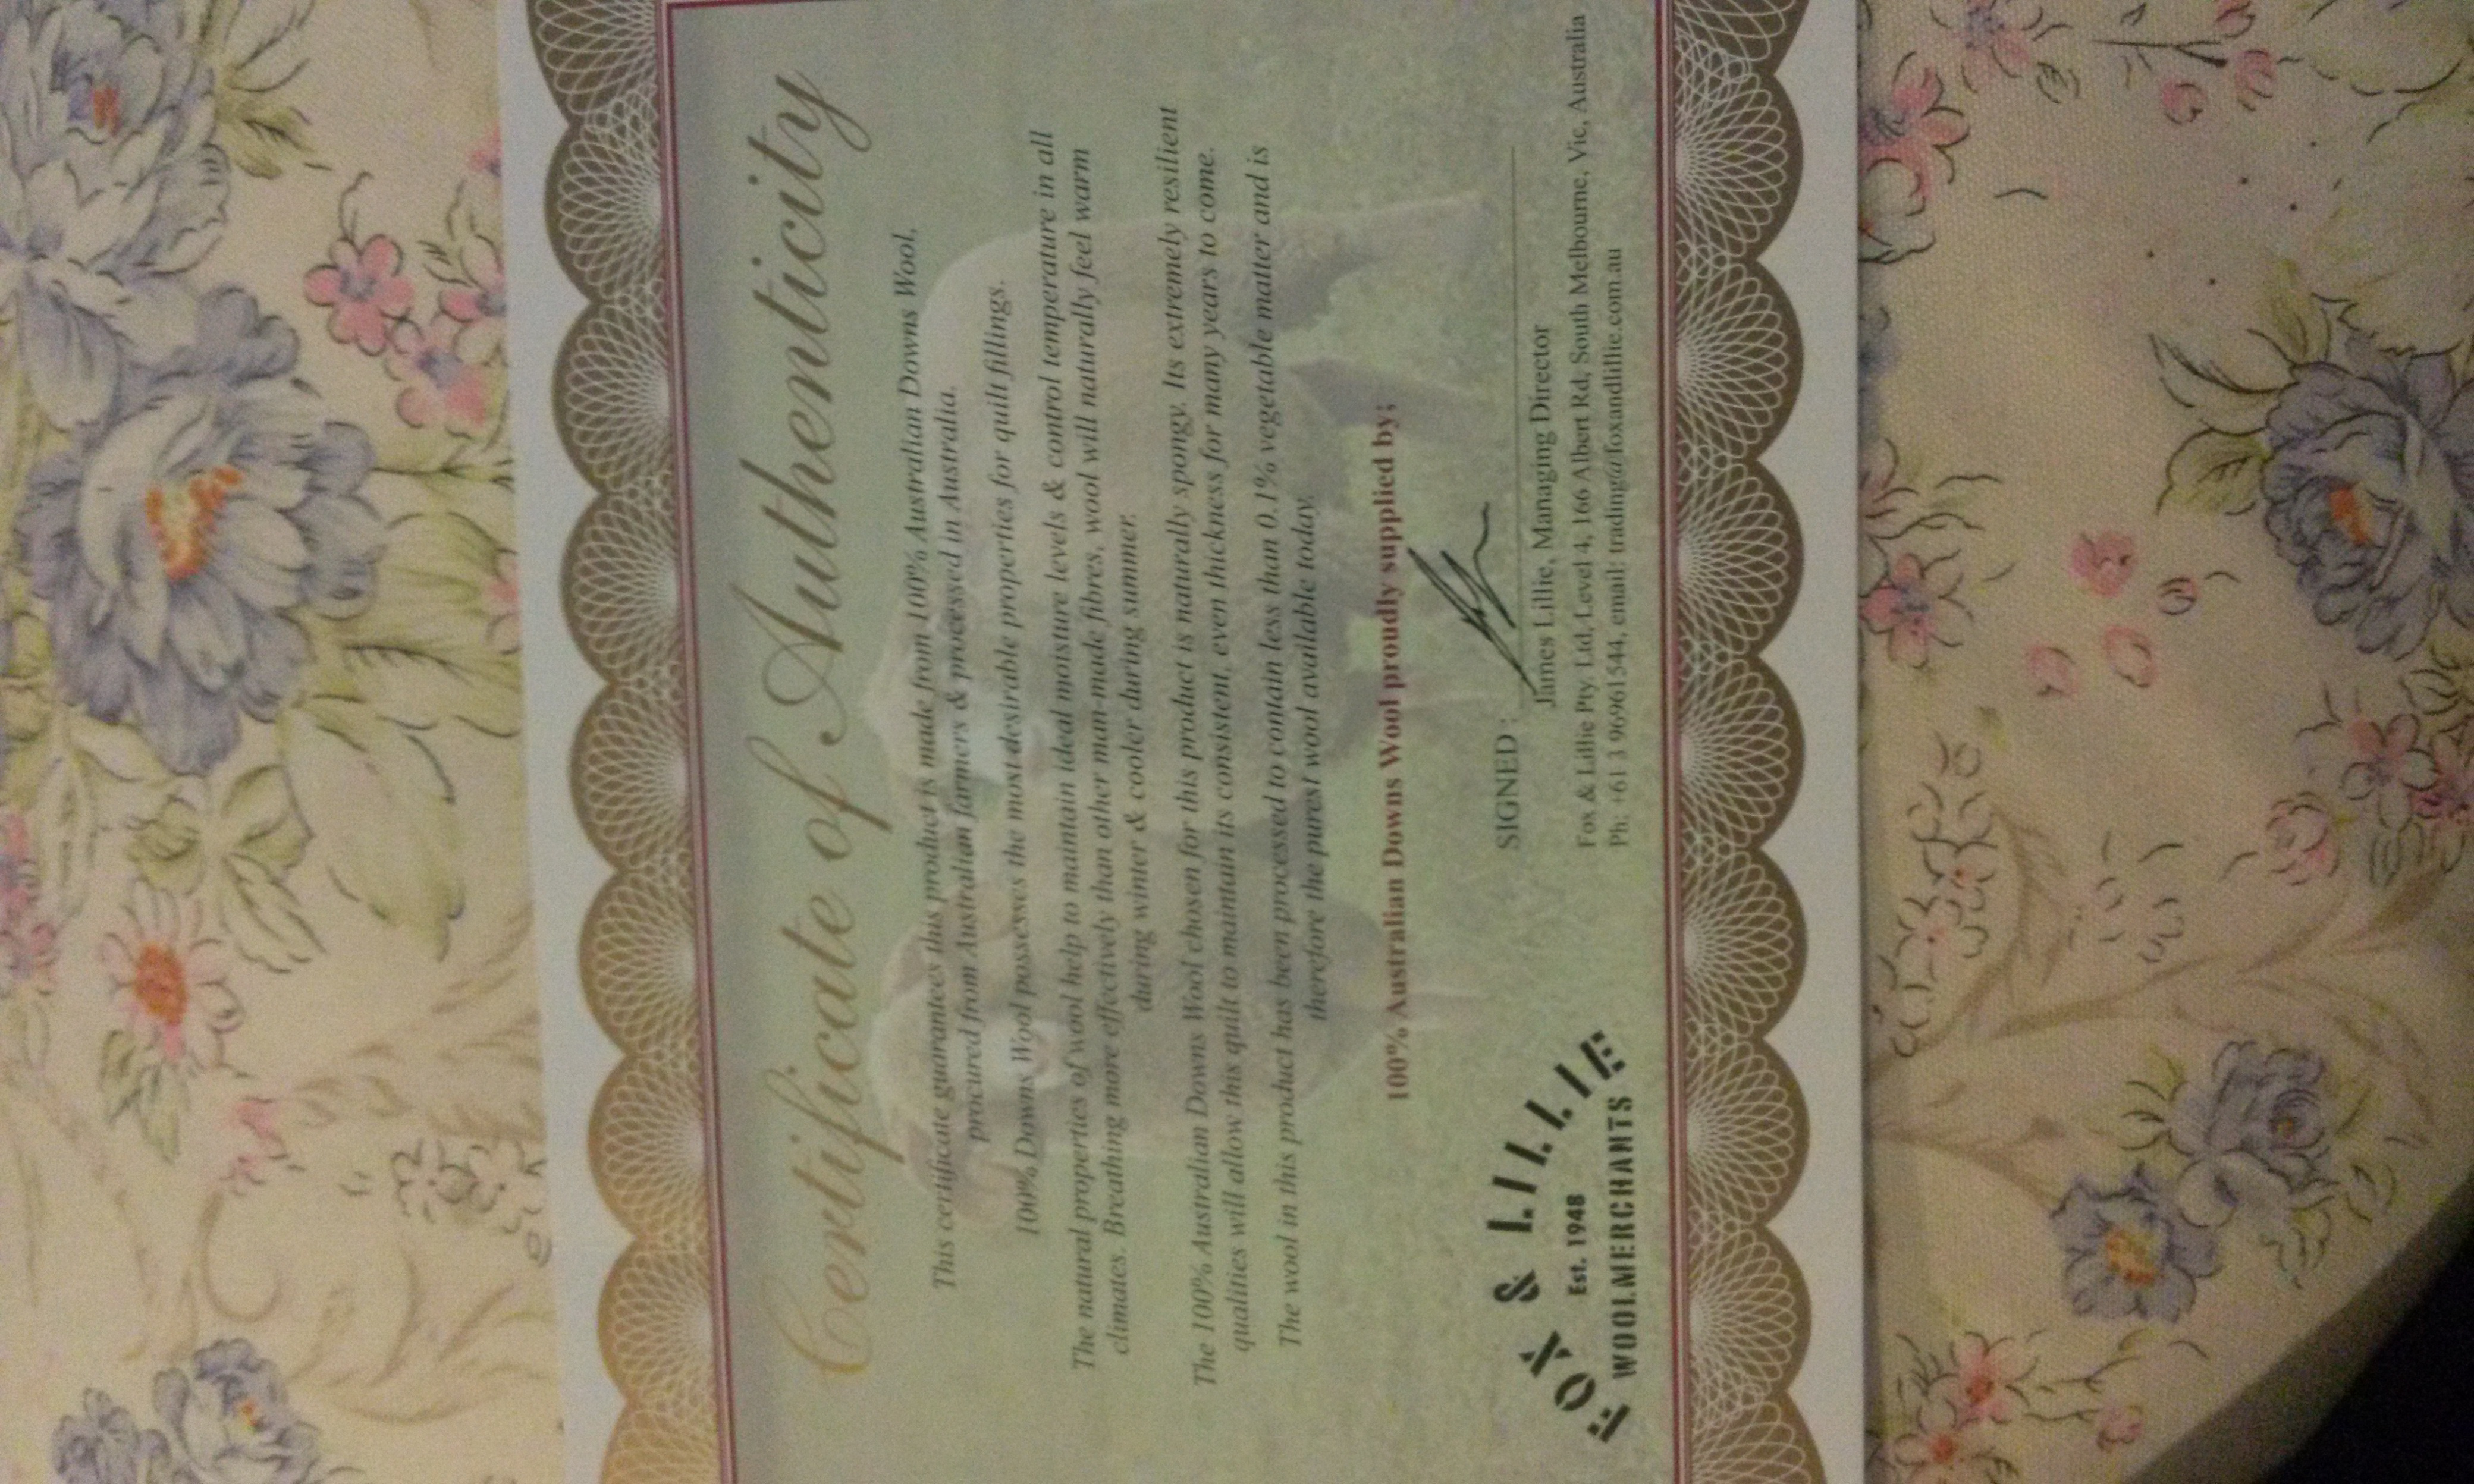 Certificate of Authenticity
This certificate guarantees this product is made from 100% Australian Downs Wool,
procured from Australian farmers & processed in Australia.
100% Downs Wool possesses the most desirable properties for quilt fillings.
The natural properties of wool help to maintain ideal moisture levels & control temperature in all
climates. Breathing more effectively than other man-made fibres, wool will naturally feel warm
during winter & cooler during summer.
The 100% Australian Downs Wool chosen for this product is naturally spongy. Its extremely resilient
qualities will allow this quilt to maintain its consistent, even thickness for many years to come.
The wool in this product has been processed to contain less than 0.1% vegetable matter and is
therefore the purest wool available today.
100% Australian Downs Wool proudly supplied by;
FOX & LILLIE
Est. 1948
WOOLMERCHANTS
SIGNED :
James Lillie, Managing Director
Fox & Lillie Pty. Ltd, Level 4, 166 Albert Rd, South Melbourne, Vic, Australia
Ph: +61 3 96961544, email: trading@foxandlillie.com.au